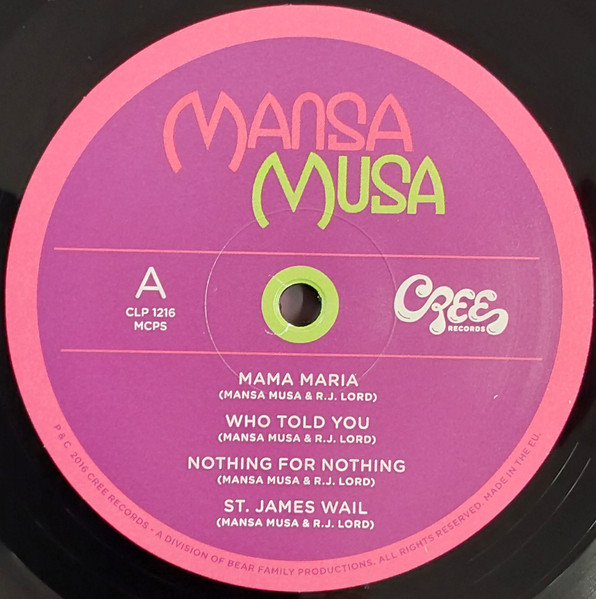 MANSA
MUSA
A
CLP 1216
MCPS
CREE
RECORDS
MAMA MARIA
(MANSA MUSA & R.J. LORD)
WHO TOLD YOU
(MANSA MUSA & R.J. LORD)
NOTHING FOR NOTHING
(MANSA MUSA & R.J. LORD)
ST. JAMES WAIL
(MANSA MUSA & R.J. LORD)
P & C 2016 CREE RECORDS - A DIVISION OF BEAR FAMILY PRODUCTIONS. ALL RIGHTS RESERVED. MADE IN THE EU.